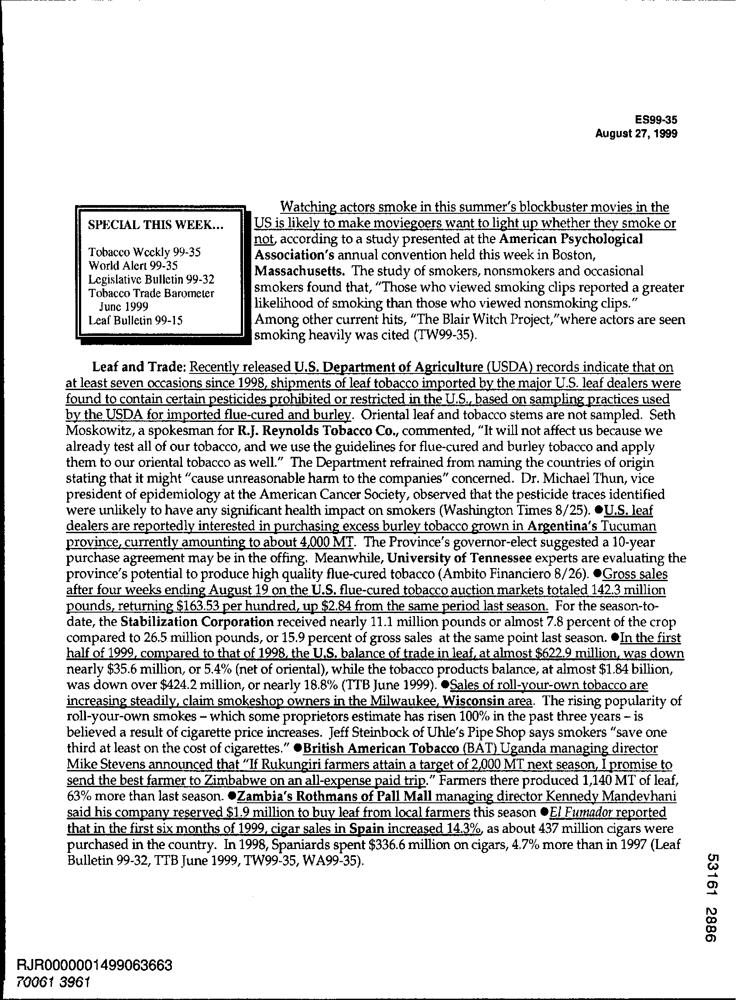 ES99-35
August 27, 1999
SPECIAL THIS WEEK...
Tobacco Weekly 99-35
World Alert 99-35
Legislative Bulletin 99-32
Tobacco Trade Barometer
June 1999
Leaf Bulletin 99-15
Watching actors smoke in this summer's blockbuster movies in the
US is likely to make moviegoers want to light up whether they smoke or
not, according to a study presented at the American Psychological
Association's annual convention held this week in Boston,
Massachusetts. The study of smokers, nonsmokers and occasional
smokers found that, "Those who viewed smoking clips reported a greater
likelihood of smoking than those who viewed nonsmoking clips."
Among other current hits, "The Blair Witch Project,"where actors are seen
smoking heavily was cited (TW99-35).
Leaf and Trade: Recently released U.S. Department of Agriculture (USDA) records indicate that on
at least seven occasions since 1998, shipments of leaf tobacco imported by the major U.S. leaf dealers were
found to contain certain pesticides prohibited or restricted in the U.S., based on sampling practices used
by the USDA for imported flue-cured and burley. Oriental leaf and tobacco stems are not sampled. Seth
Moskowitz, a spokesman for R.J. Reynolds Tobacco Co., commented, "It will not affect us because we
already test all of our tobacco, and we use the guidelines for flue-cured and burley tobacco and apply
them to our oriental tobacco as well." The Department refrained from naming the countries of origin
stating that it might "cause unreasonable harm to the companies" concerned. Dr. Michael Thun, vice
president of epidemiology at the American Cancer Society, observed that the pesticide traces identified
were unlikely to have any significant health impact on smokers (Washington Times 8/25). ●U.S. leaf
dealers are reportedly interested in purchasing excess burley tobacco grown in Argentina's Tucuman
province, currently amounting to about 4,000 MT. The Province's governor-elect suggested a 10-year
purchase agreement may be in the offing. Meanwhile, University of Tennessee experts are evaluating the
province's potential to produce high quality flue-cured tobacco (Ambito Financiero 8/26). ●Gross sales
after four weeks ending August 19 on the U.S. flue-cured tobacco auction markets totaled 142.3 million
pounds, returning $163.53 per hundred, up $2.84 from the same period last season. For the season-to-
date, the Stabilization Corporation received nearly 11.1 million pounds or almost 7.8 percent of the crop
compared to 26.5 million pounds, or 15.9 percent of gross sales at the same point last season. ●In the first
half of 1999, compared to that of 1998, the U.S. balance of trade in leaf, at almost $622.9 million, was down
nearly $35.6 million, or 5.4% (net of oriental), while the tobacco products balance, at almost $1.84 billion,
was down over $424.2 million, or nearly 18.8% (TTB June 1999). ●Sales of roll-your-own tobacco are
increasing steadily, claim smokeshop owners in the Milwaukee, Wisconsin area. The rising popularity of
roll-your-own smokes – which some proprietors estimate has risen 100% in the past three years – is
believed a result of cigarette price increases. Jeff Steinbock of Uhle's Pipe Shop says smokers "save one
third at least on the cost of cigarettes." ●British American Tobacco (BAT) Uganda managing director
Mike Stevens announced that "If Rukungiri farmers attain a target of 2,000 MT next season, I promise to
send the best farmer to Zimbabwe on an all-expense paid trip." Farmers there produced 1,140 MT of leaf,
63% more than last season. ●Zambia's Rothmans of Pall Mall managing director Kennedy Mandevhani
said his company reserved $1.9 million to buy leaf from local farmers this season ●El Fumador reported
that in the first six months of 1999, cigar sales in Spain increased 14.3%, as about 437 million cigars were
purchased in the country. In 1998, Spaniards spent $336.6 million on cigars, 4.7% more than in 1997 (Leaf
Bulletin 99-32, TTB June 1999, TW99-35, WA99-35).
53161 2886
RJR0000001499063663
70061 3961